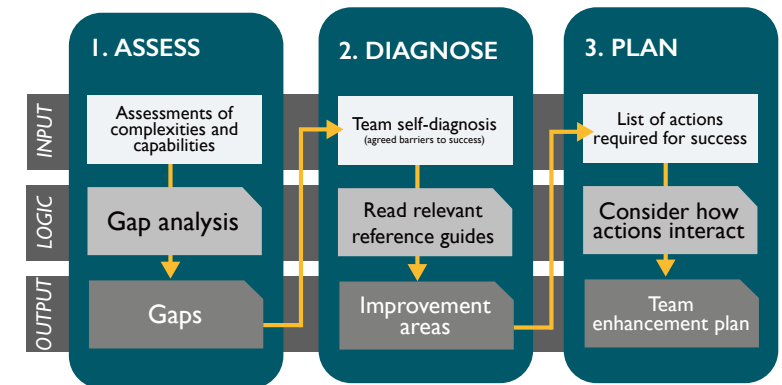 1. ASSESS
2. DIAGNOSE
3. PLAN
INPUT
Assessments of
complexities and
capabilities
Team self-diagnosis
(agreed barriers to success)
List of actions
required for success
LOGIC
Gap analysis
Read relevant
reference guides
Consider how
actions interact
OUTPUT
Gaps
Improvement
areas
Team
enhancement plan